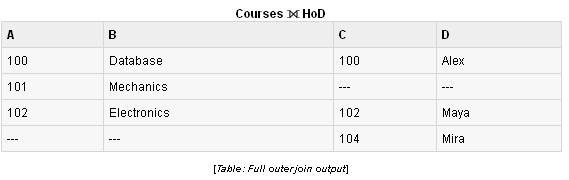 Courses ⟗ HoD
A B C D
100 Database 100 Alex
101 Mechanics --- ---
102 Electronics 102 Maya
--- --- 104 Mira
[Table: Full outer join output]